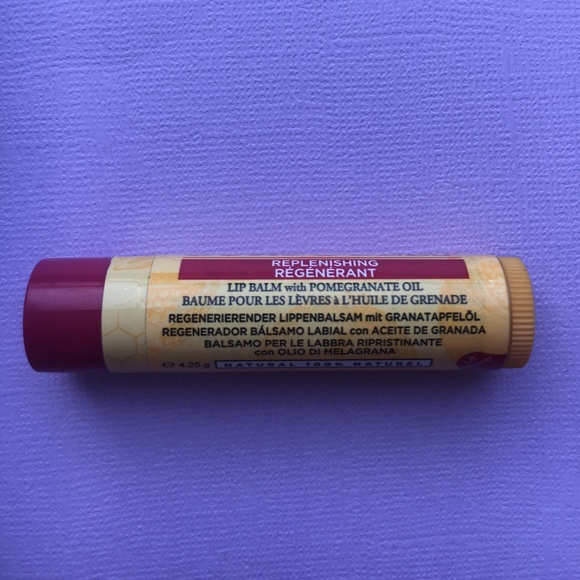 REPLENISHING
RÉGÉNÉRANT
LIP BALM with POMEGRANATE OIL
BAUME POUR LES LÈVRES à L'HUILE DE GRENADE
REGENERIERENDER LIPPENBALSAM mit GRANATAPFELÖL
REGENERADOR BÁLSAMO LABIAL con ACEITE DE GRANADA
BALSAMO PER LE LABBRA RIPRISTINANTE
con OLIO DI MELAGRANA
℮ 4.25 g NATURAL 100% NATUREL